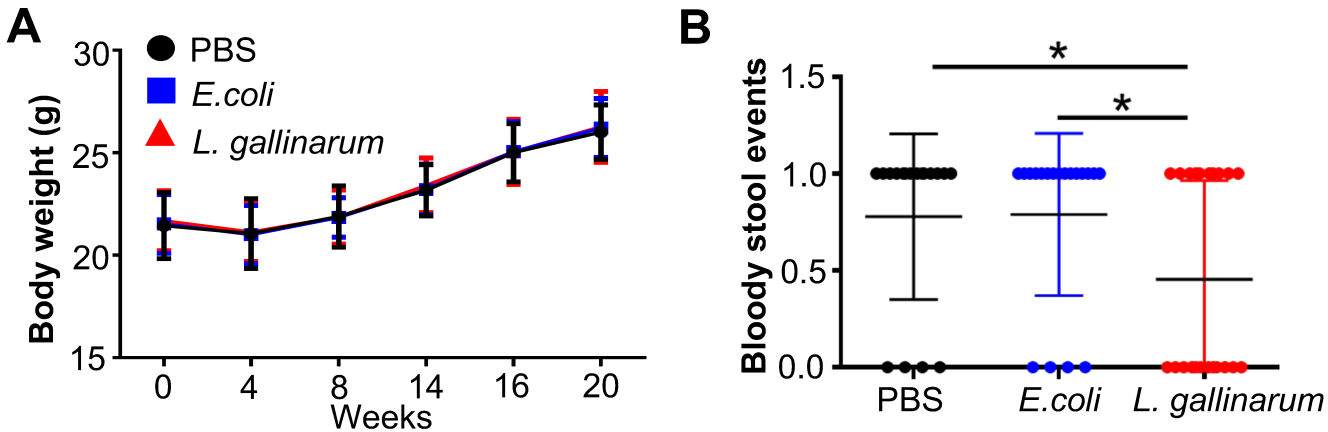 A
Body weight (g)
30
25
20
15
PBS
E.coli
L. gallinarum
0 4 8 14 16 20
Weeks
B
Bloody stool events
1.5
1.0
0.5
0.0
*
*
PBS E.coli L. gallinarum